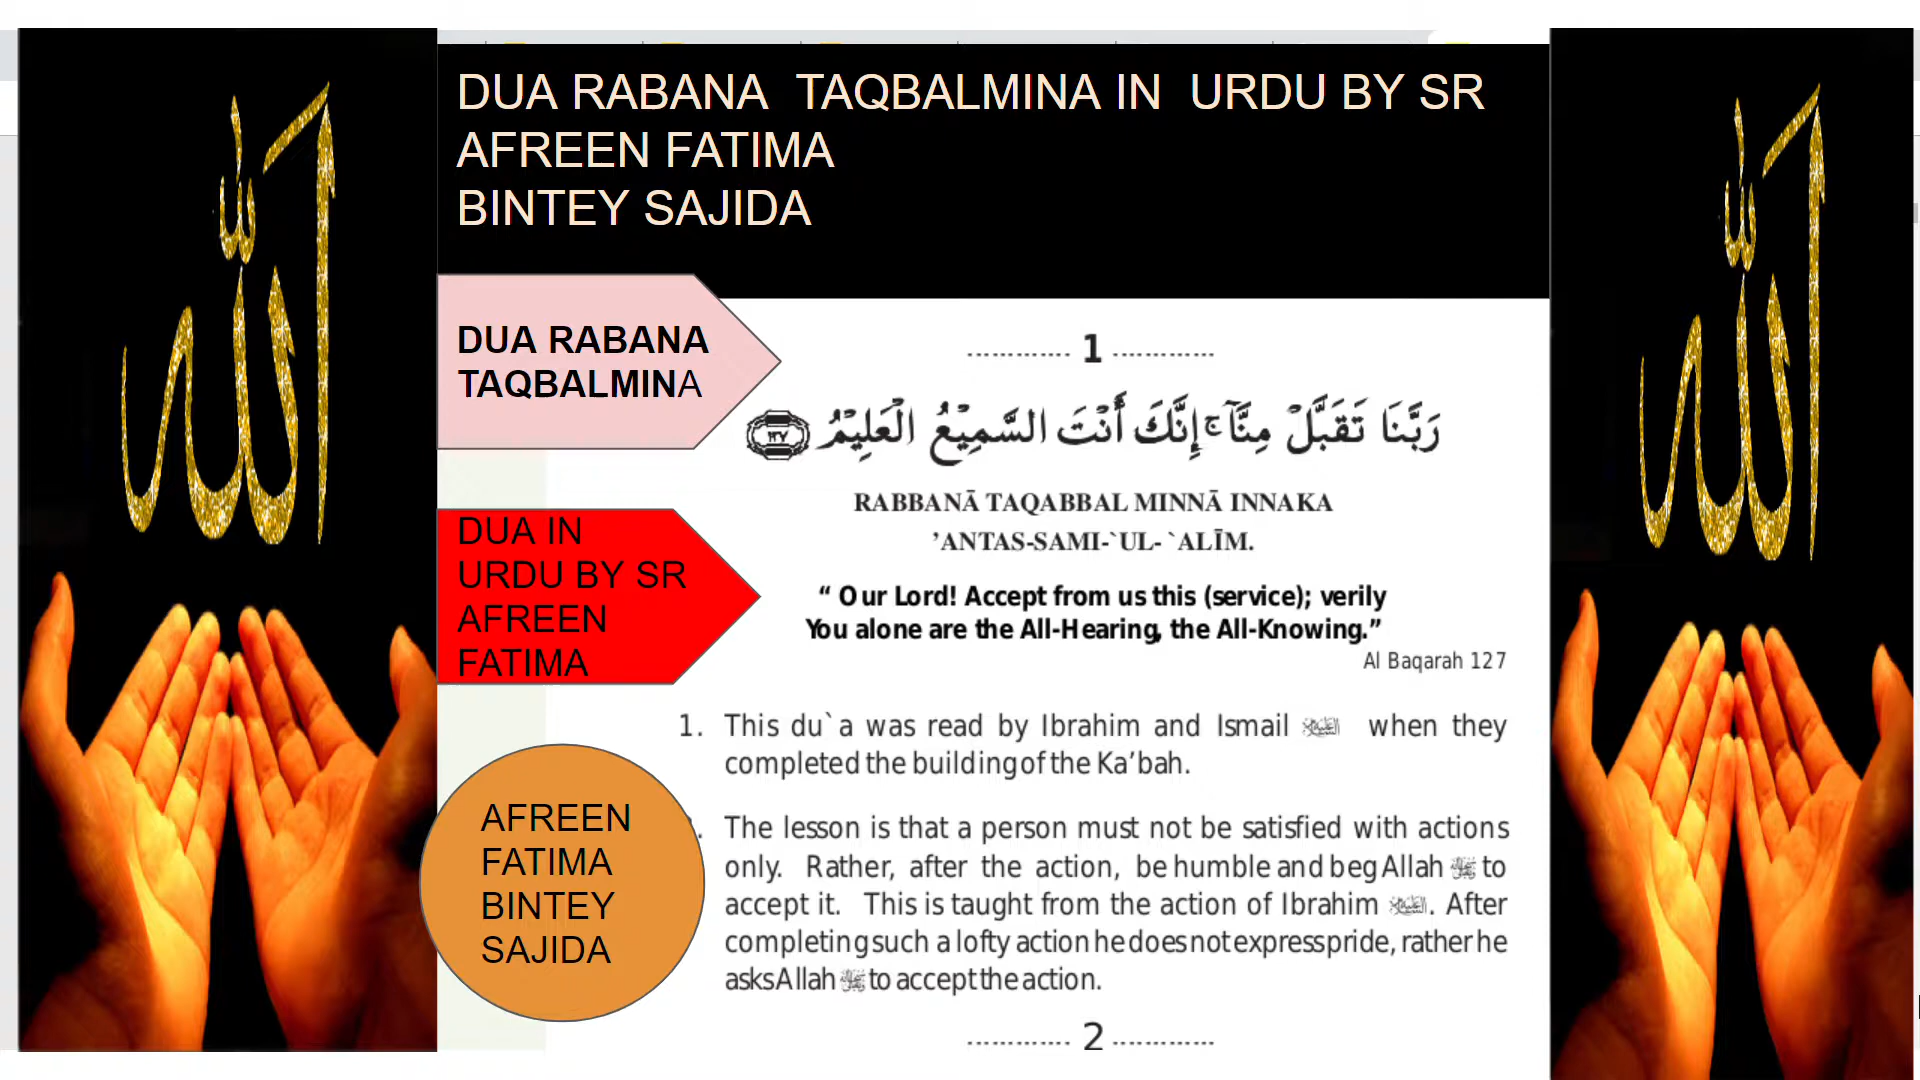 DUA RABANA TAQBALMINA IN URDU BY SR
AFREEN FATIMA
BINTEY SAJIDA
الله
الله
DUA RABANA
TAQBALMINA
DUA IN
URDU BY SR
AFREEN
FATIMA
AFREEN
FATIMA
BINTEY
SAJIDA
............ 1 ............
رَبَّنَا تَقَبَّلْ مِنَّآ ۚ إِنَّكَ أَنْتَ السَّمِيْعُ الْعَلِيْمُ ١٢٧
RABBANĀ TAQABBAL MINNĀ INNAKA
’ANTAS-SAMI-`UL- `ALĪM.
“ Our Lord! Accept from us this (service); verily
You alone are the All-Hearing, the All-Knowing.”
Al Baqarah 127
1. This du`a was read by Ibrahim and Ismail when they
completed the building of the Ka’bah.
. The lesson is that a person must not be satisfied with actions
only. Rather, after the action, be humble and beg Allah to
accept it. This is taught from the action of Ibrahim . After
completing such a lofty action he does not express pride, rather he
asks Allah to accept the action.
............ 2 ............